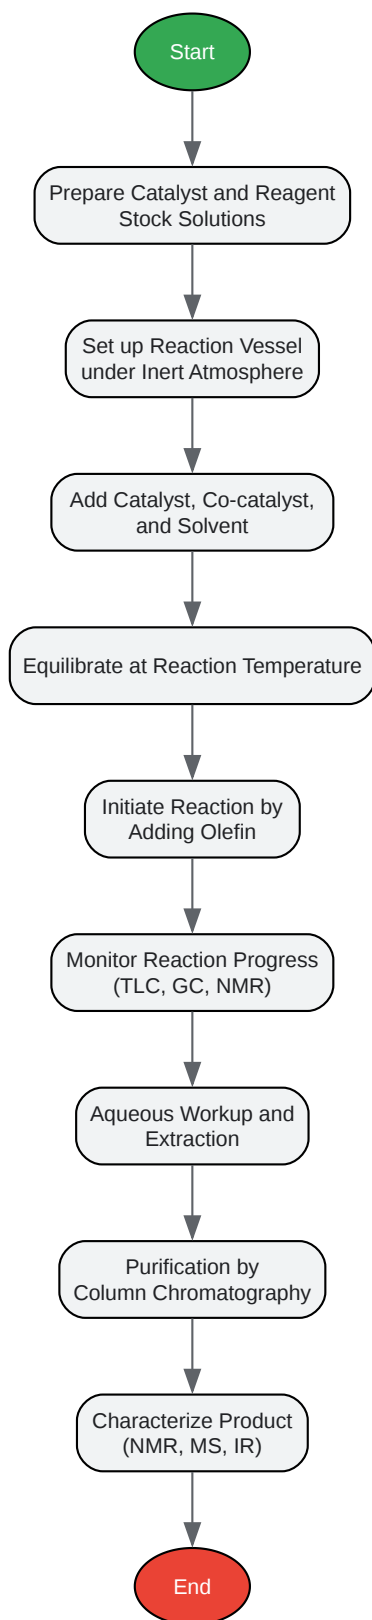 Start
Prepare Catalyst and Reagent
Stock Solutions
Set up Reaction Vessel
under Inert Atmosphere
Add Catalyst, Co-catalyst,
and Solvent
Equilibrate at Reaction Temperature
Initiate Reaction by
Adding Olefin
Monitor Reaction Progress
(TLC, GC, NMR)
Aqueous Workup and
Extraction
Purification by
Column Chromatography
Characterize Product
(NMR, MS, IR)
End